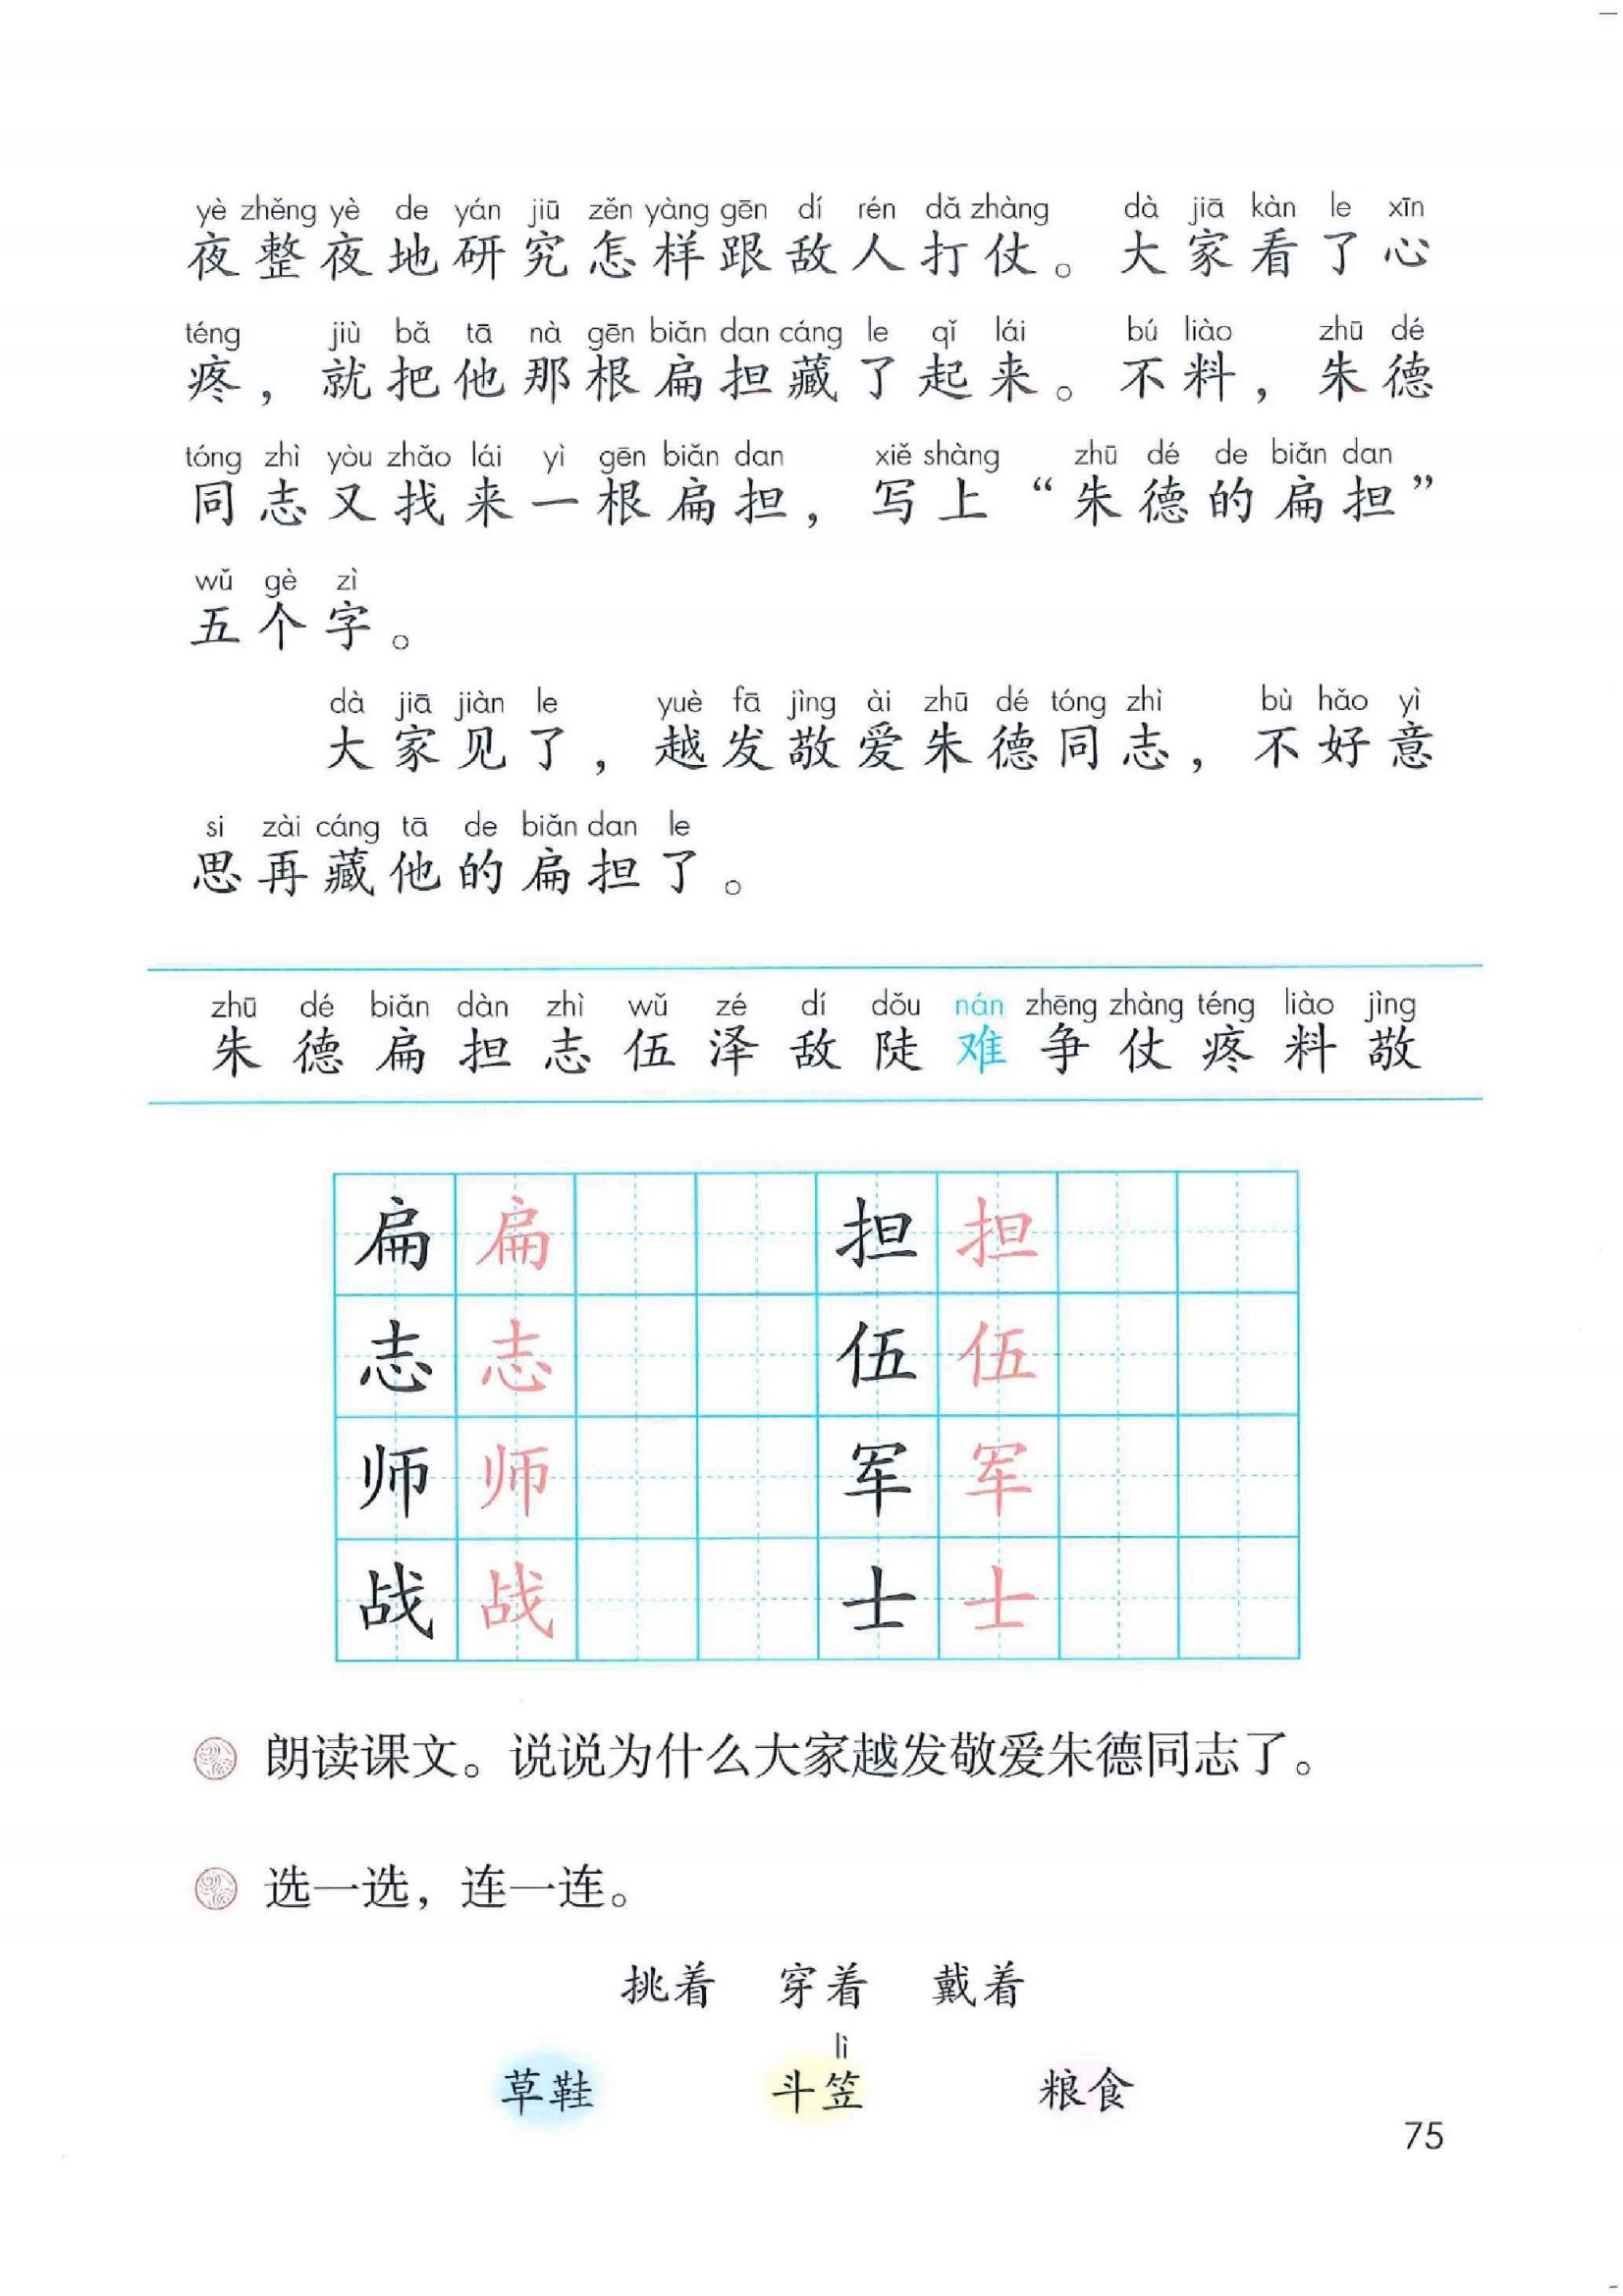 yè zhěng yè de yán jiū zěn yàng gēn dí rén dǎ zhàng dà jiā kàn le xīn
夜整夜地研究怎样跟敌人打仗。大家看了心
téng jiù bǎ tā nà gēn biǎn dan cáng le qǐ lái bú liào zhū dé
疼，就把他那根扁担藏了起来。不料，朱德
tóng zhì yòu zhǎo lái yì gēn biǎn dan xiě shàng zhū dé de biǎn dan
同志又找来一根扁担，写上“朱德的扁担”
wǔ gè zì
五个字。
dà jiā jiàn le yuè fā jìng ài zhū dé tóng zhì bù hǎo yì
大家见了，越发敬爱朱德同志，不好意
si zài cáng tā de biǎn dan le
思再藏他的扁担了。
zhū dé biǎn dàn zhì wǔ zé dí dǒu nán zhēng zhàng téng liào jìng
朱德扁担志伍泽敌陡难争仗疼料敬
扁 扁 担 担
志 志 伍 伍
师 师 军 军
战 战 士 士
朗读课文。说说为什么大家越发敬爱朱德同志了。
选一选，连一连。
挑着 穿着 戴着
lì
草鞋 斗笠 粮食
75